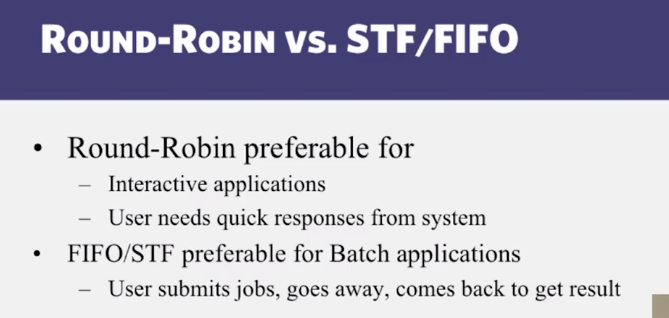 ROUND-ROBIN VS. STF/FIFO
• Round-Robin preferable for
– Interactive applications
– User needs quick responses from system
• FIFO/STF preferable for Batch applications
– User submits jobs, goes away, comes back to get result